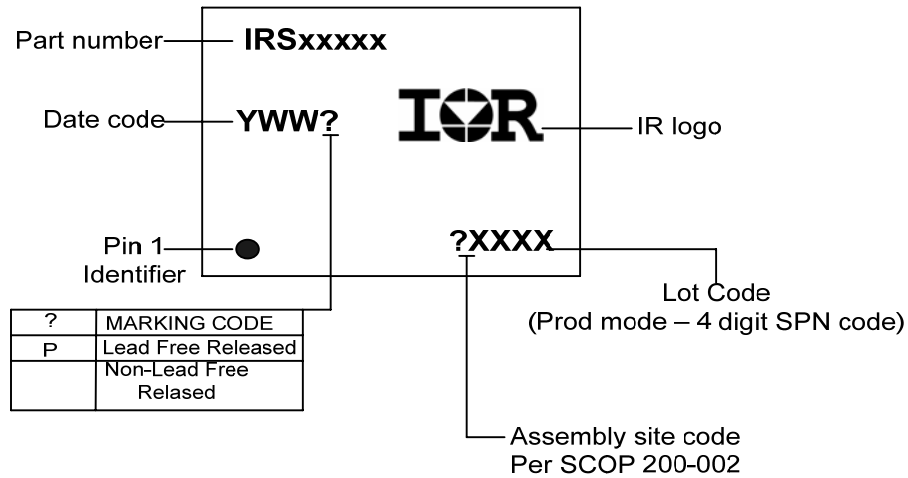 Part number
IRSxxxxx
Date code
YWW?
IOR
IR logo
Pin 1
Identifier
?XXXX
Lot Code
(Prod mode – 4 digit SPN code)
? MARKING CODE
P Lead Free Released
Non-Lead Free
Relased
Assembly site code
Per SCOP 200-002